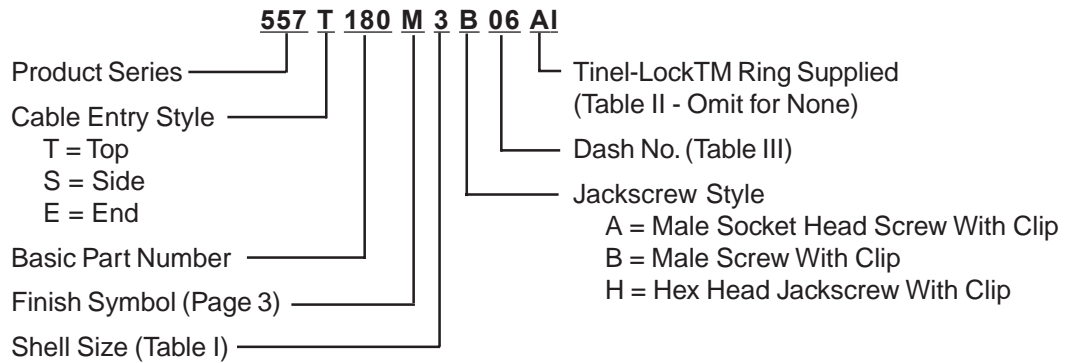 557 T 180 M 3 B 06 AI
Product Series
Cable Entry Style
T = Top
S = Side
E = End
Basic Part Number
Finish Symbol (Page 3)
Shell Size (Table I)
Tinel-LockTM Ring Supplied
(Table II - Omit for None)
Dash No. (Table III)
Jackscrew Style
A = Male Socket Head Screw With Clip
B = Male Screw With Clip
H = Hex Head Jackscrew With Clip